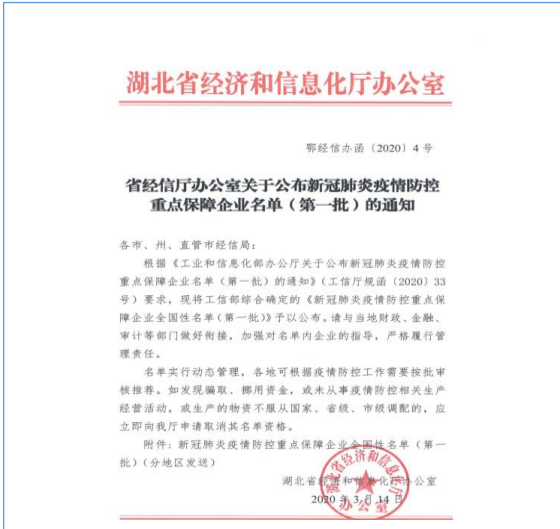 湖北省经济和信息化厅办公室
鄂经信办函〔2020〕4 号
省经信厅办公室关于公布新冠肺炎疫情防控
重点保障企业名单（第一批）的通知
各市、州、直管市经信局：
根据《工业和信息化部办公厅关于公布新冠肺炎疫情防控
重点保障企业名单（第一批）的通知》（工信厅规函〔2020〕33
号）要求，现将工信部综合确定的《新冠肺炎疫情防控重点保
障企业全国性名单（第一批）》予以公布。请与当地财政、金融、
审计等部门做好衔接，加强对名单内企业的指导，严格履行管
理责任。
名单实行动态管理，各地可根据疫情防控工作需要按批审
核推荐。如发现骗取、挪用资金，或未从事疫情防控相关生产
经营活动，或生产的物资不服从国家、省级、市级调配的，应
立即向我厅申请取消其名单资格。
附件：新冠肺炎疫情防控重点保障企业全国性名单（第一
批）（分地区发送）
湖北省经济和信息化厅办公室
2020 年 3 月 14 日
湖北省经济和信息化厅
办公室